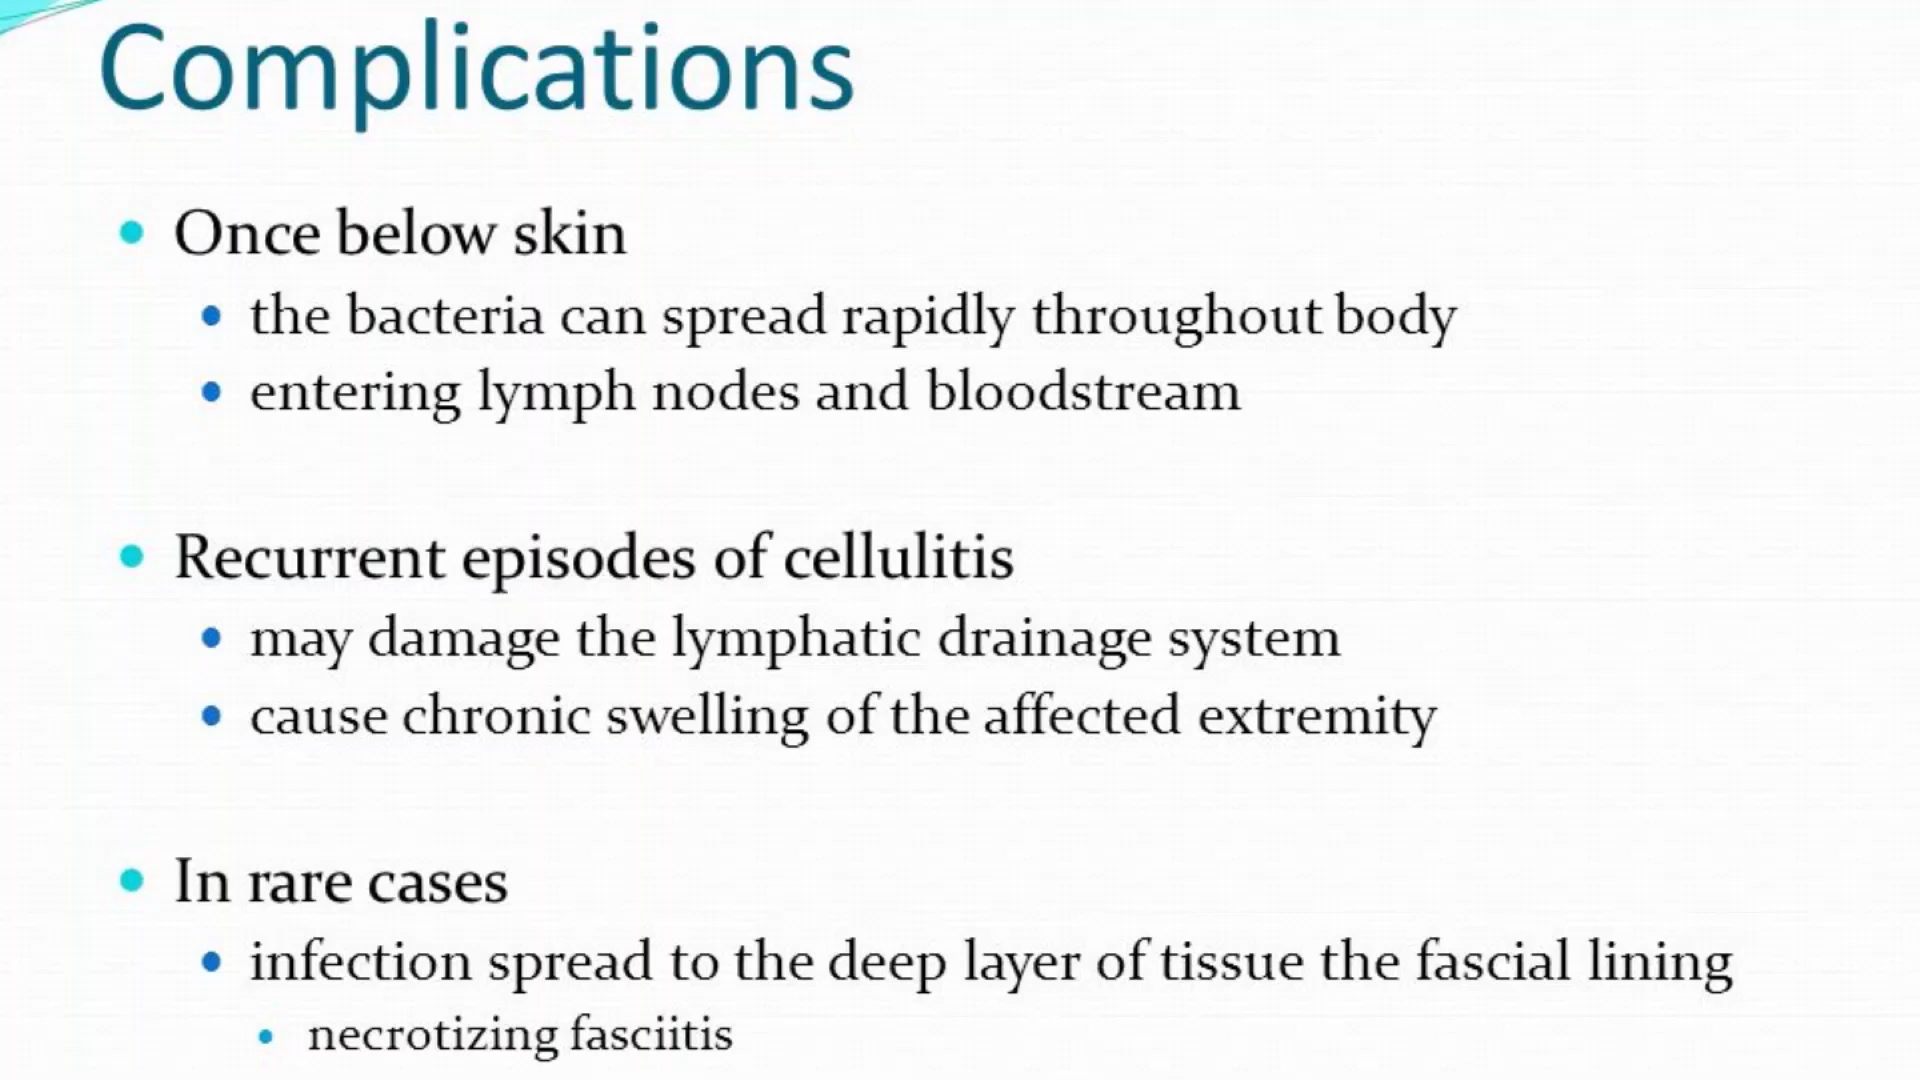 Complications
Once below skin
the bacteria can spread rapidly throughout body
entering lymph nodes and bloodstream
Recurrent episodes of cellulitis
may damage the lymphatic drainage system
cause chronic swelling of the affected extremity
In rare cases
infection spread to the deep layer of tissue the fascial lining
necrotizing fasciitis